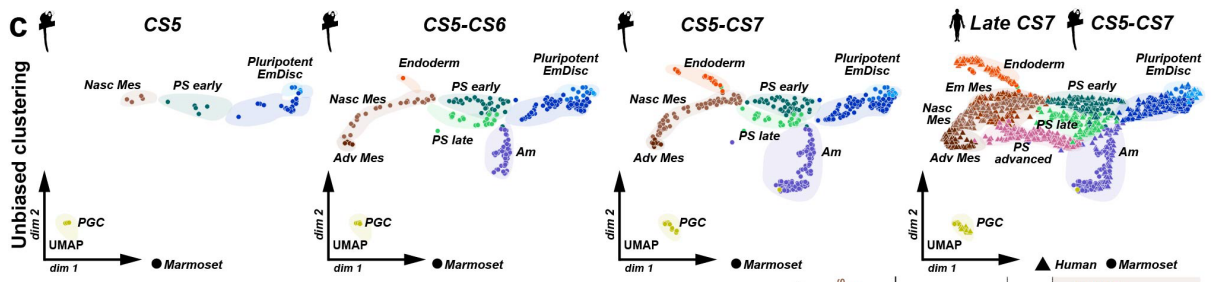 c
Unbiased clustering
CS5
Nasc Mes
PS early
Pluripotent
EmDisc
PGC
UMAP
dim 2
dim 1
Marmoset
CS5-CS6
Endoderm
Nasc Mes
PS early
Pluripotent
EmDisc
PS late
Adv Mes
Am
PGC
UMAP
dim 2
dim 1
Marmoset
CS5-CS7
Endoderm
Nasc Mes
PS early
Pluripotent
EmDisc
PS late
Adv Mes
Am
PGC
UMAP
dim 2
dim 1
Marmoset
Late CS7
CS5-CS7
Endoderm
Em Mes
PS early
Pluripotent
EmDisc
Nasc
Mes
PS late
Adv Mes
PS
advanced
Am
PGC
UMAP
dim 2
dim 1
Human
Marmoset